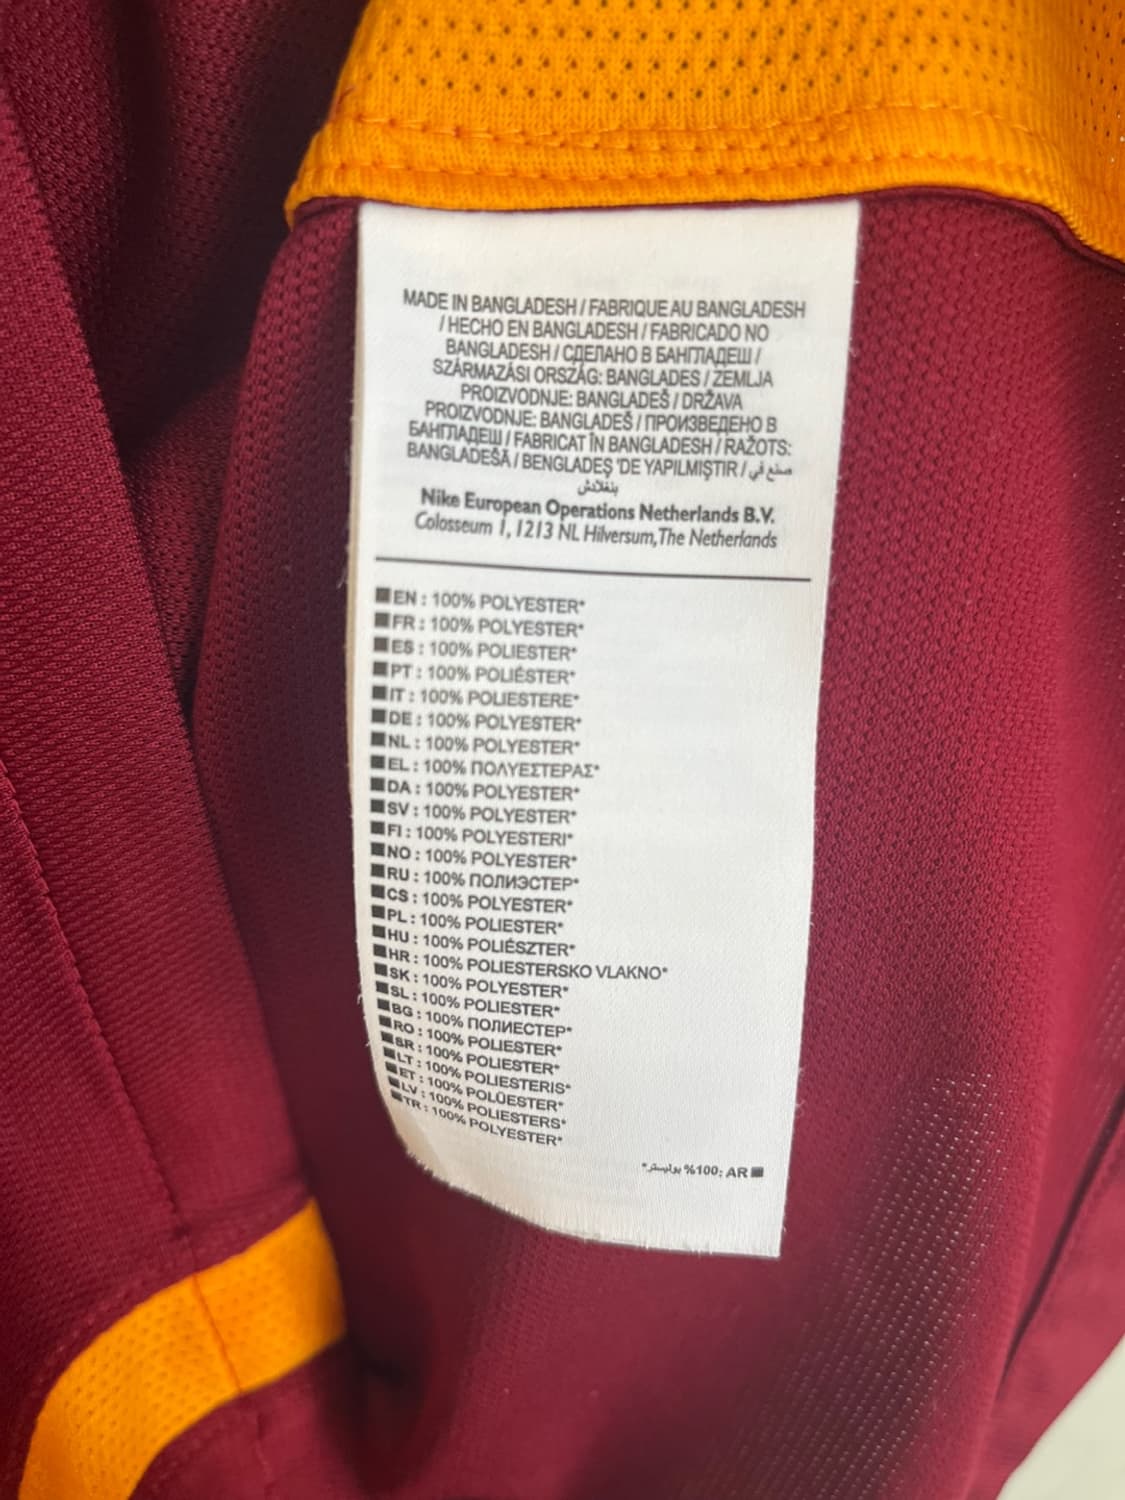 MADE IN BANGLADESH / FABRIQUE AU BANGLADESH
/ HECHO EN BANGLADESH / FABRICADO NO
BANGLADESH / СДЕЛАНО В БАНГЛАДЕШ /
SZÁRMAZÁSI ORSZÁG: BANGLADES / ZEMLJA
PROIZVODNJE: BANGLADEŠ / DRŽAVA
PROIZVODNJE: BANGLADEŠ / ПРОИЗВЕДЕНО В
БАНГЛАДЕШ / FABRICAT ÎN BANGLADESH / RAŽOTS:
BANGLADEŠĀ / BENGLADEŞ 'DE YAPILMIŞTIR / صنع في
بنغلادش
Nike European Operations Netherlands B.V.
Colosseum 1, 1213 NL Hilversum, The Netherlands
EN : 100% POLYESTER*
FR : 100% POLYESTER*
ES : 100% POLIESTER*
PT : 100% POLIÉSTER*
IT : 100% POLIESTERE*
DE : 100% POLYESTER*
NL : 100% POLYESTER*
EL : 100% ΠΟΛΥΕΣΤΕΡΑΣ*
DA : 100% POLYESTER*
SV : 100% POLYESTER*
FI : 100% POLYESTERI*
NO : 100% POLYESTER*
RU : 100% ПОЛИЭСТЕР*
CS : 100% POLYESTER*
PL : 100% POLIESTER*
HU : 100% POLIÉSZTER*
HR : 100% POLIESTERSKO VLAKNO*
SK : 100% POLYESTER*
SL : 100% POLIESTER*
BG : 100% ПОЛИЕСТЕР*
RO : 100% POLIESTER*
SR : 100% POLIESTER*
LT : 100% POLIESTERIS*
ET : 100% POLÜESTER*
LV : 100% POLIESTERS*
TR : 100% POLYESTER*
AR :100% بوليستر*